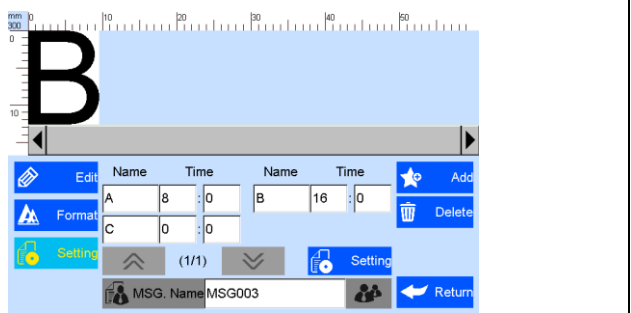 mm 0 10 20 30 40 50
300
0
B
10
Edit Name Time Name Time Add
A 8 : 0 B 16 : 0
Format C 0 : 0 Delete
Setting (1/1) Setting
MSG. Name MSG003 Return